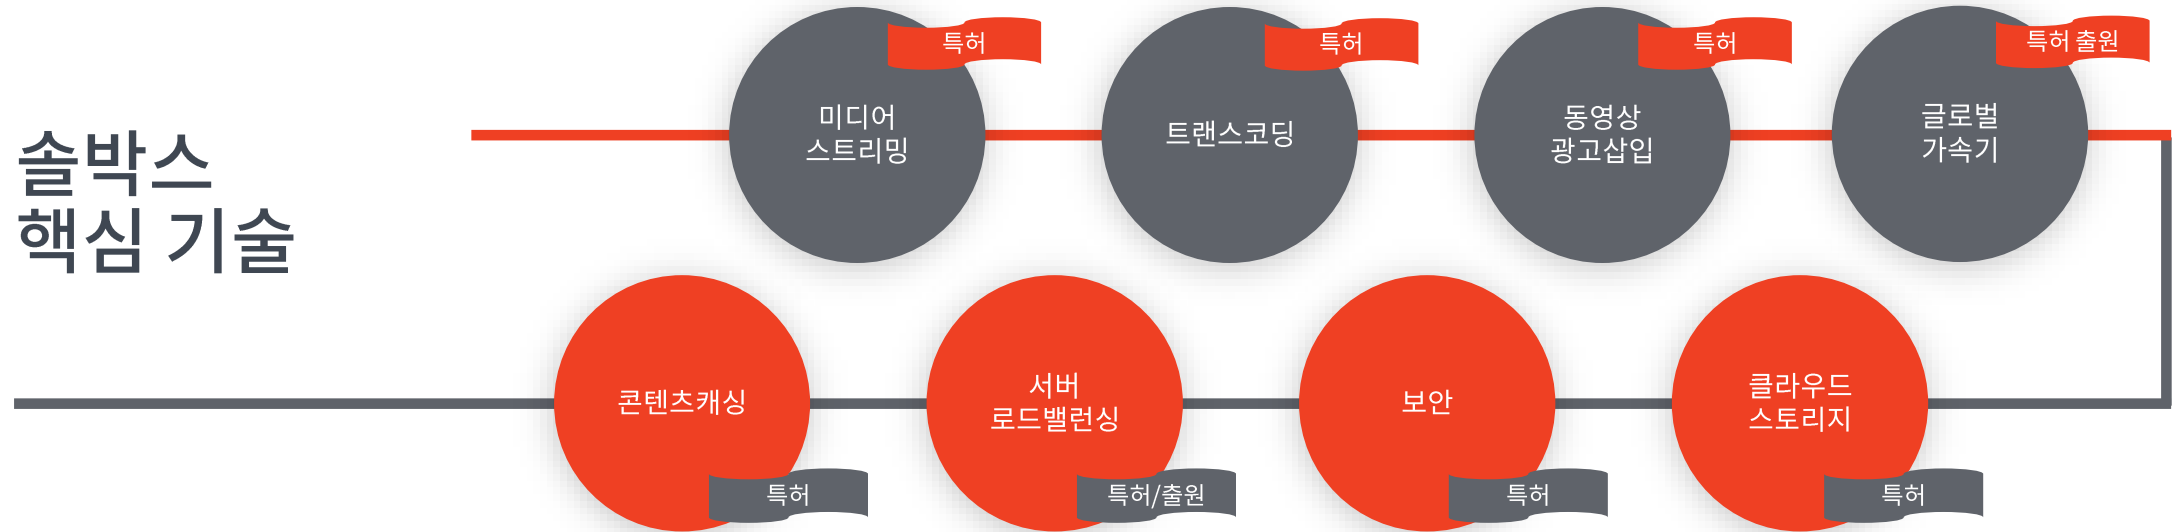 솔박스
핵심 기술
특허
미디어
스트리밍
특허
트랜스코딩
특허
동영상
광고삽입
특허 출원
글로벌
가속기
콘텐츠캐싱
특허
서버
로드밸런싱
특허/출원
보안
특허
클라우드
스토리지
특허